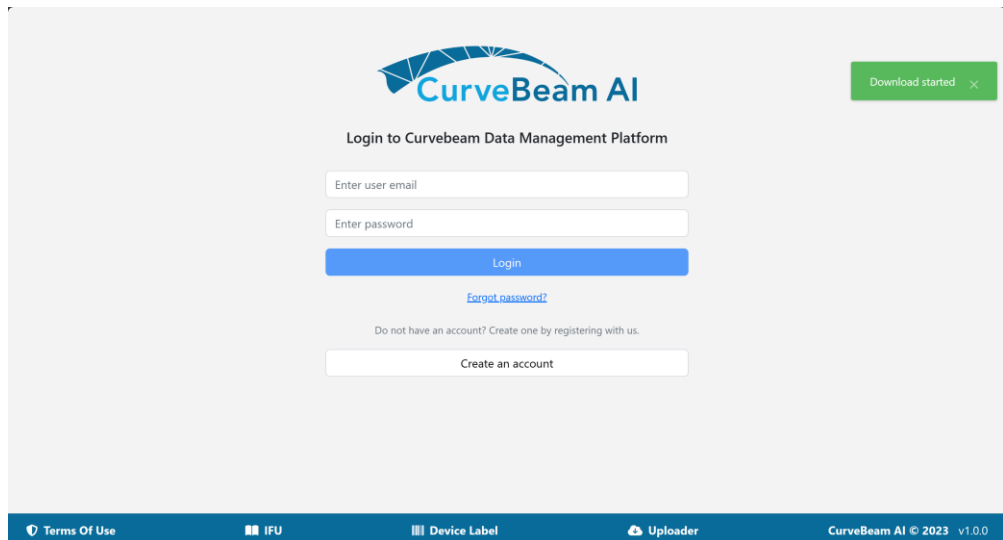 CurveBeam AI
Download started
Login to Curvebeam Data Management Platform
Enter user email
Enter password
Login
Forgot password?
Do not have an account? Create one by registering with us.
Create an account
Terms Of Use IFU Device Label Uploader CurveBeam AI © 2023 v1.0.0